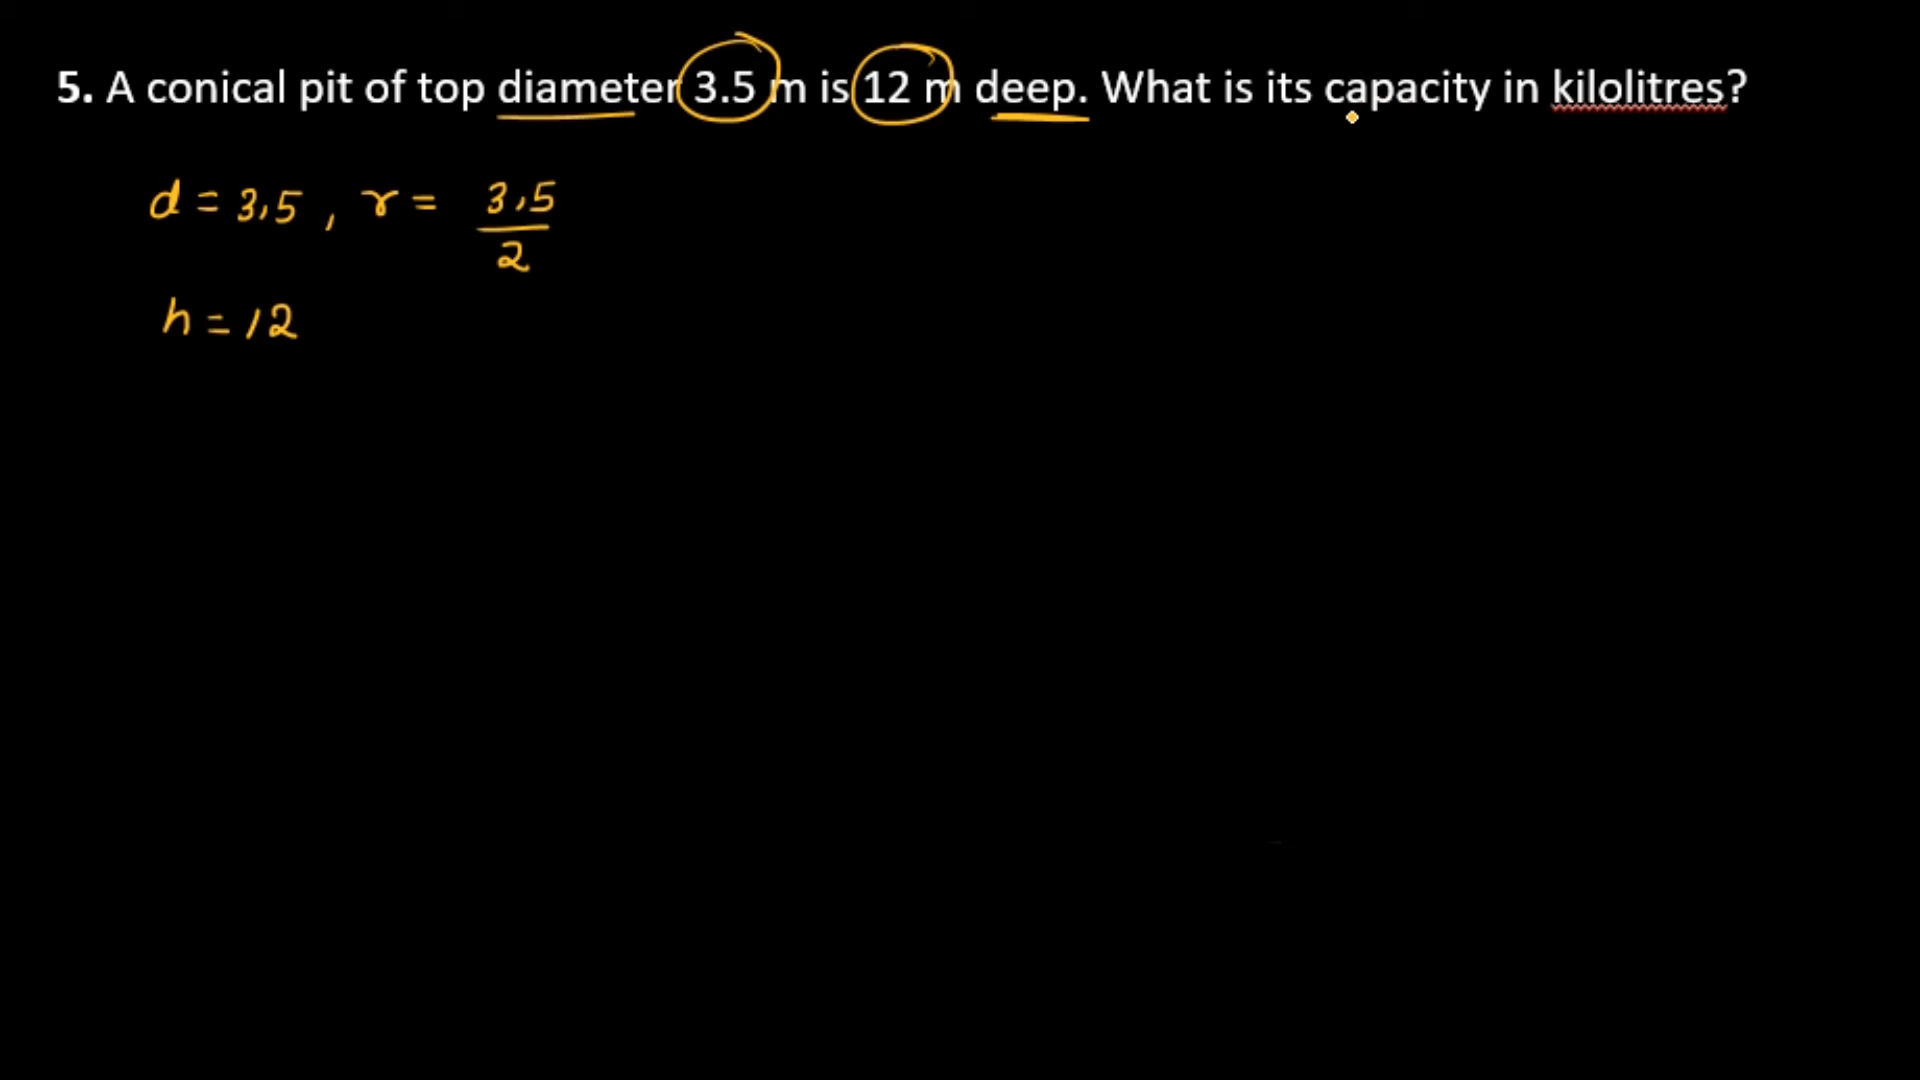 5. A conical pit of top diameter 3.5 m is 12 m deep. What is its capacity in kilolitres?
d = 3.5 , r = 3.5
2
h = 12